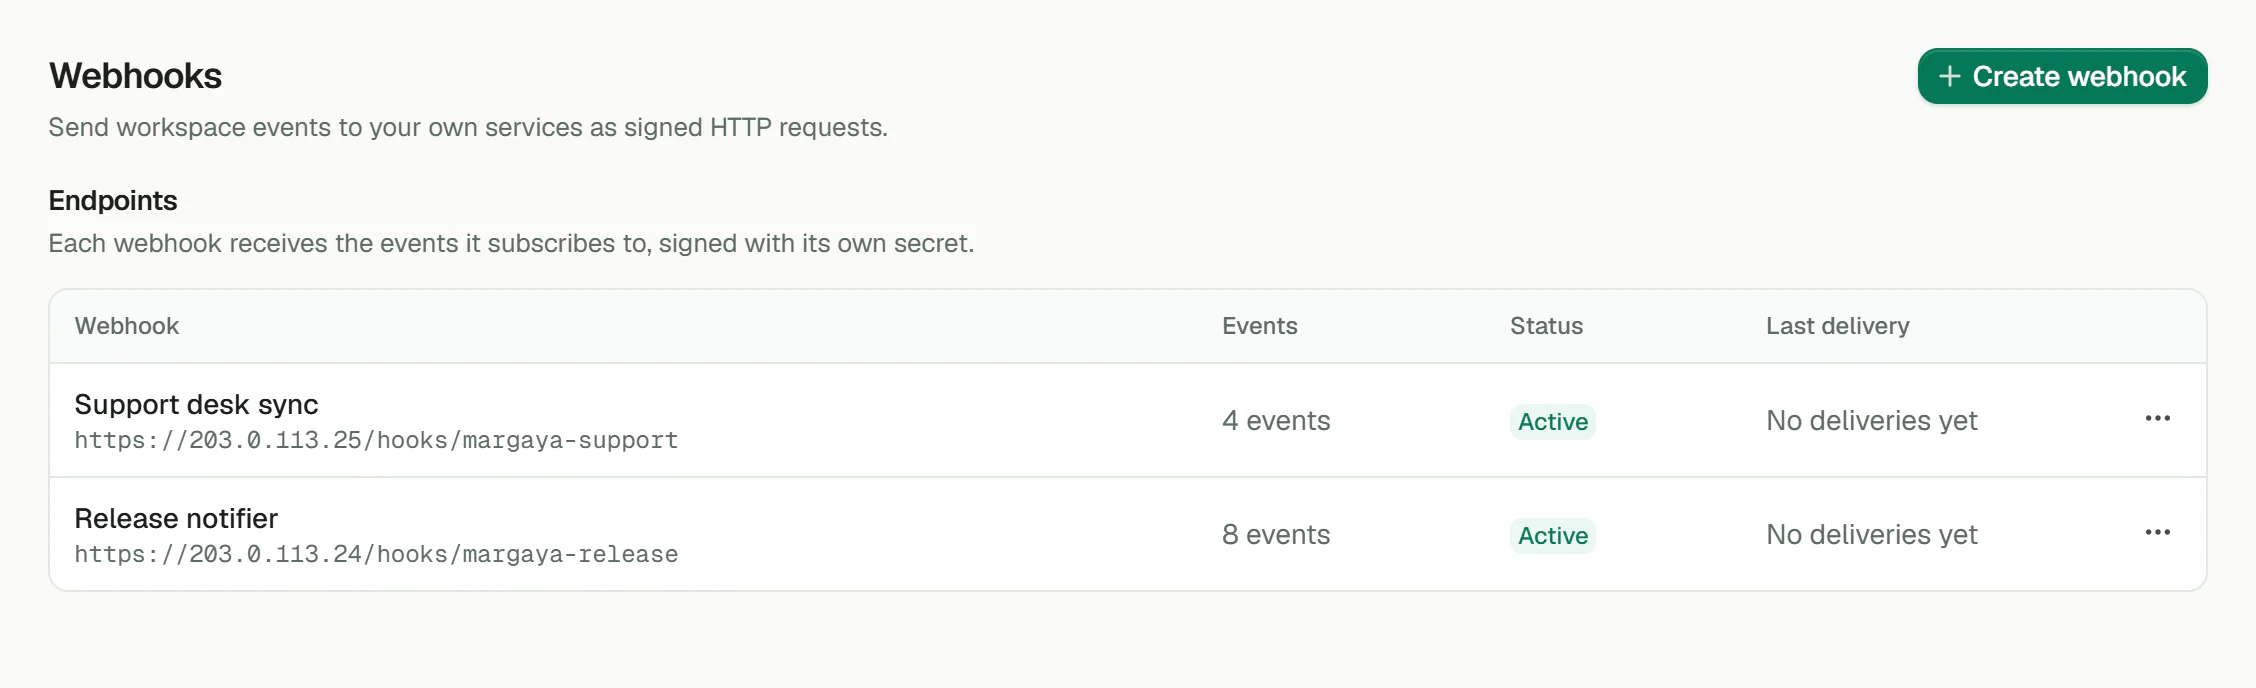 Webhooks
Create webhook
Send workspace events to your own services as signed HTTP requests.
Endpoints
Each webhook receives the events it subscribes to, signed with its own secret.
Webhook Events Status Last delivery
Support desk sync
https://203.0.113.25/hooks/margaya-support
4 events Active No deliveries yet
Release notifier
https://203.0.113.24/hooks/margaya-release
8 events Active No deliveries yet